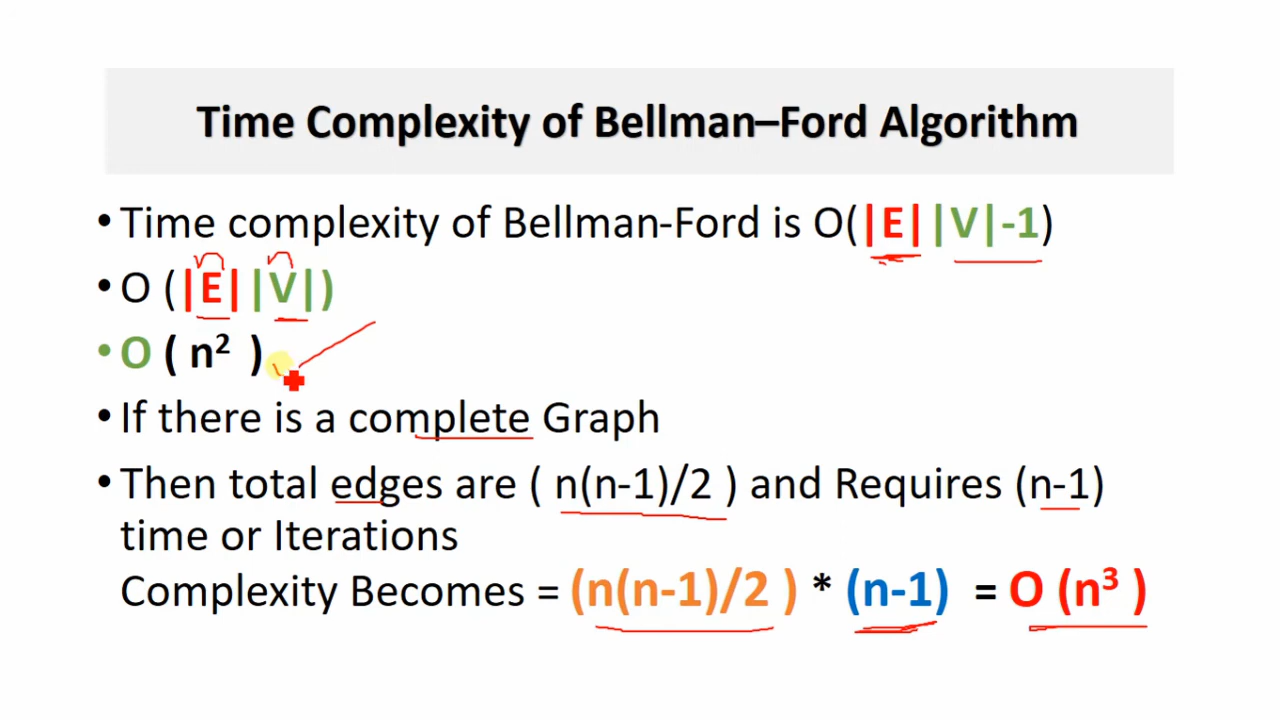 Time Complexity of Bellman–Ford Algorithm
• Time complexity of Bellman-Ford is O(|E||V|-1)
• O (|E||V|)
• O ( n² )
• If there is a complete Graph
• Then total edges are ( n(n-1)/2 ) and Requires (n-1)
time or Iterations
Complexity Becomes = (n(n-1)/2 ) * (n-1) = O (n³ )